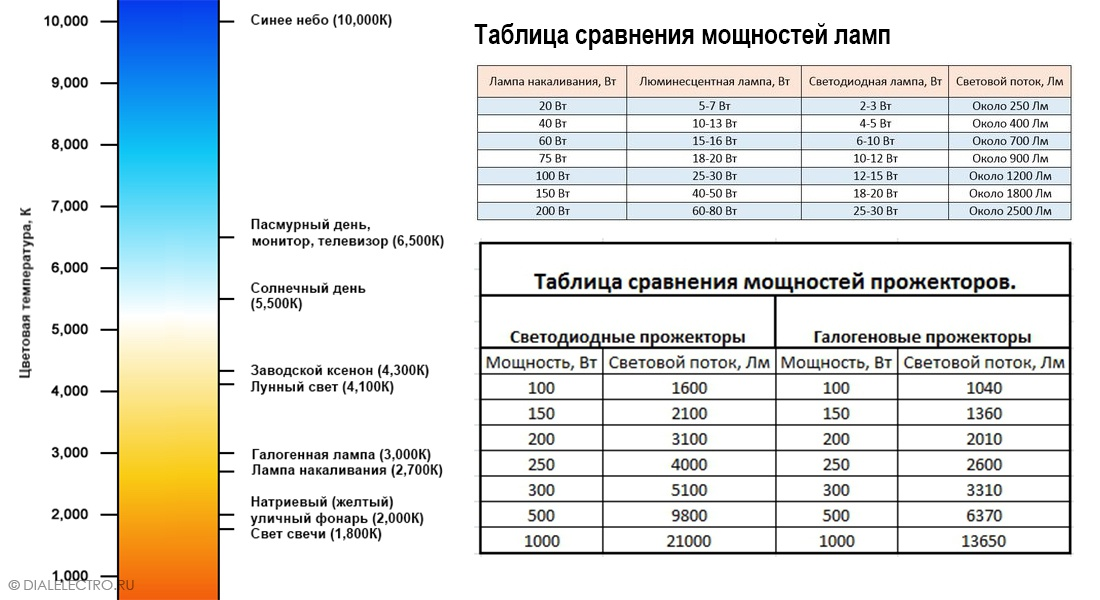 Цветовая температура, К
10,000
9,000
8,000
7,000
6,000
5,000
4,000
3,000
2,000
1,000
Синее небо (10,000К)
Пасмурный день,
монитор, телевизор (6,500К)
Солнечный день
(5,500К)
Заводской ксенон (4,300К)
Лунный свет (4,100К)
Галогенная лампа (3,000К)
Лампа накаливания (2,700К)
Натриевый (желтый)
уличный фонарь (2,000К)
Свет свечи (1,800К)
© DIALELECTRO.RU
Таблица сравнения мощностей ламп
Лампа накаливания, Вт Люминесцентная лампа, Вт Светодиодная лампа, Вт Световой поток, Лм
20 Вт 5-7 Вт 2-3 Вт Около 250 Лм
40 Вт 10-13 Вт 4-5 Вт Около 400 Лм
60 Вт 15-16 Вт 6-10 Вт Около 700 Лм
75 Вт 18-20 Вт 10-12 Вт Около 900 Лм
100 Вт 25-30 Вт 12-15 Вт Около 1200 Лм
150 Вт 40-50 Вт 18-20 Вт Около 1800 Лм
200 Вт 60-80 Вт 25-30 Вт Около 2500 Лм
Таблица сравнения мощностей прожекторов.
Светодиодные прожекторы Галогеновые прожекторы
Мощность, Вт Световой поток, Лм Мощность, Вт Световой поток, Лм
100 1600 100 1040
150 2100 150 1360
200 3100 200 2010
250 4000 250 2600
300 5100 300 3310
500 9800 500 6370
1000 21000 1000 13650